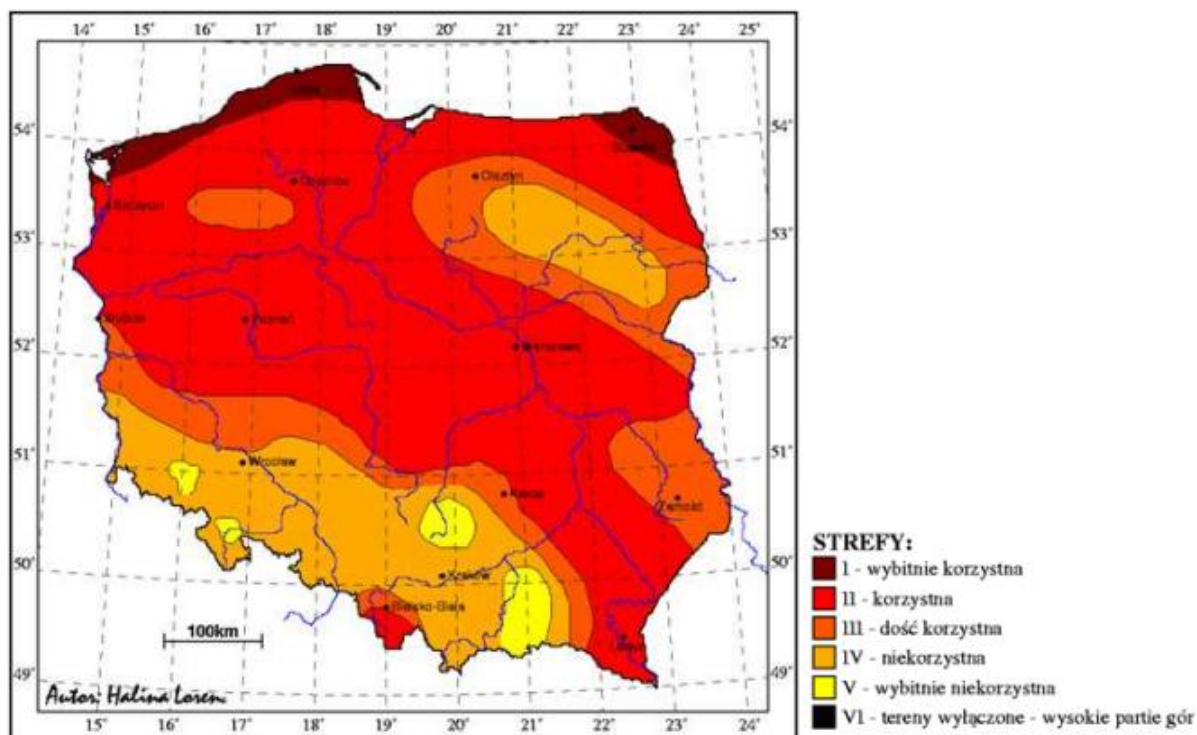 14° 15° 16° 17° 18° 19° 20° 21° 22° 23° 24° 25°
54° 54°
Olsztyn
53° 53°
Poznań
Warszawa
52° 52°
51° 51°
Wrocław
Kielce
Zamość
50° 50°
Kraków
Bielsko-Biała
100km
49° 49°
Autor: Halina Lorenc
15° 16° 17° 18° 19° 20° 21° 22° 23° 24°
STREFY:
I - wybitnie korzystna
II - korzystna
III - dość korzystna
IV - niekorzystna
V - wybitnie niekorzystna
VI - tereny wyłączone - wysokie partie gór